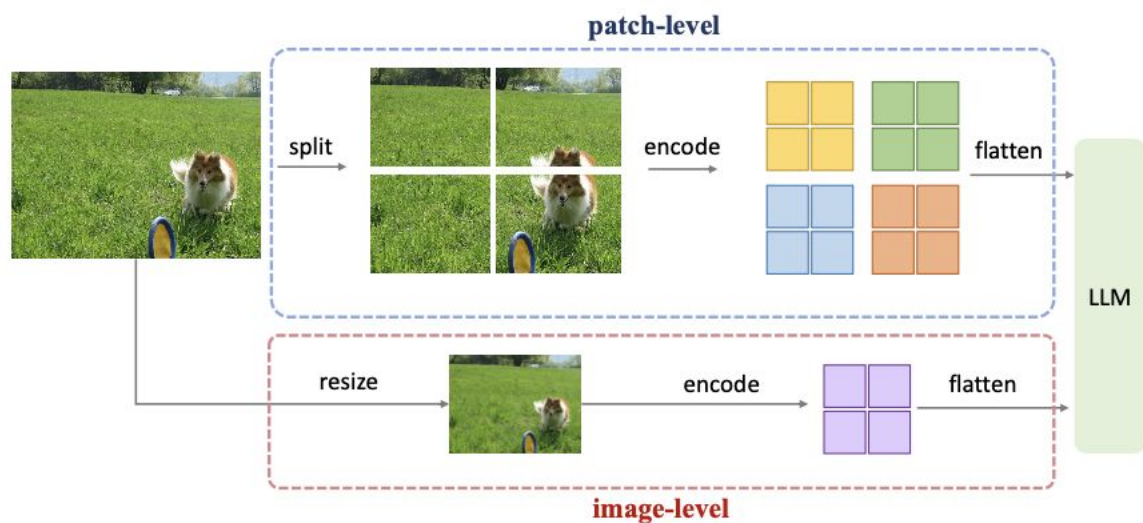 patch-level
split
encode
flatten
LLM
resize
encode
flatten
image-level